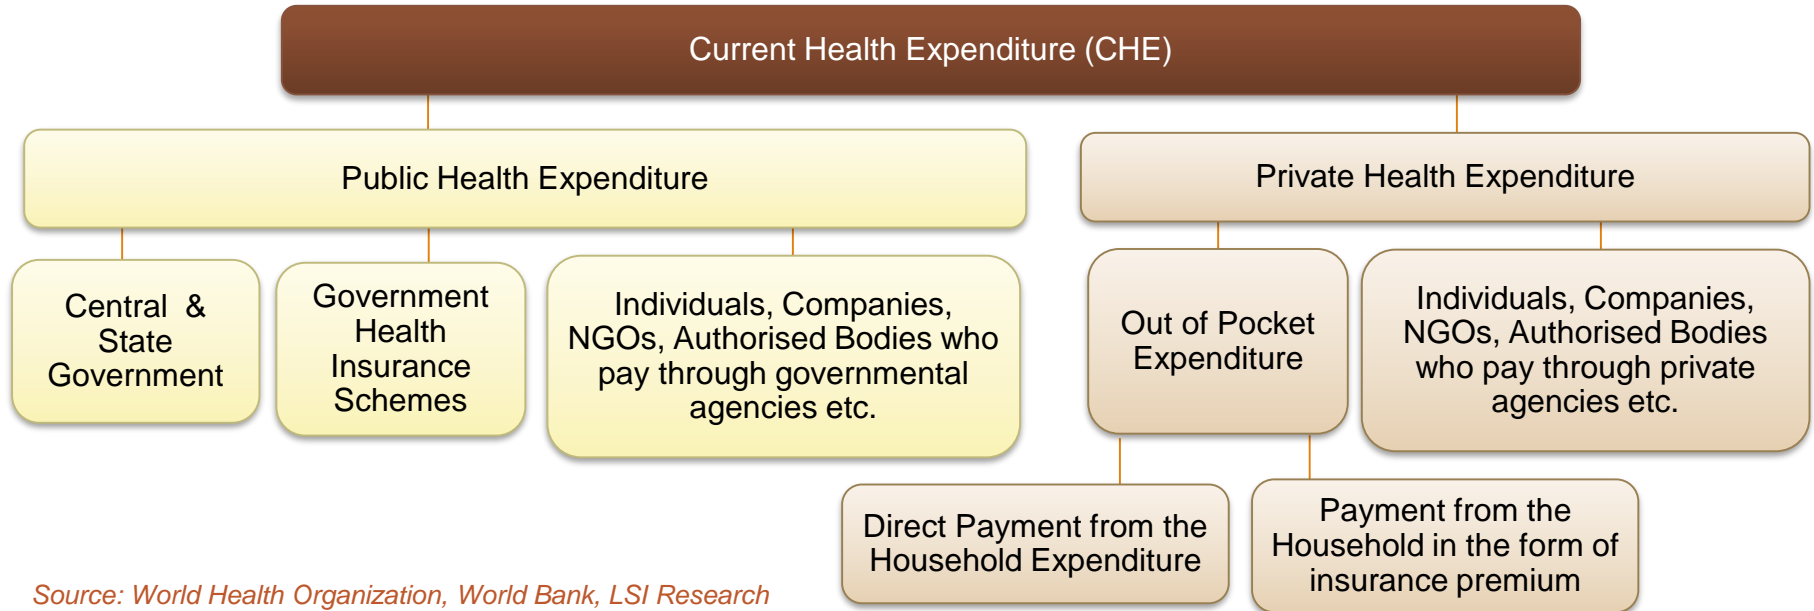 Current Health Expenditure (CHE)
Public Health Expenditure
Private Health Expenditure
Central &
State
Government
Government
Health
Insurance
Schemes
Individuals, Companies,
NGOs, Authorised Bodies who
pay through governmental
agencies etc.
Out of Pocket
Expenditure
Individuals, Companies,
NGOs, Authorised Bodies
who pay through private
agencies etc.
Direct Payment from the
Household Expenditure
Payment from the
Household in the form of
insurance premium
Source: World Health Organization, World Bank, LSI Research